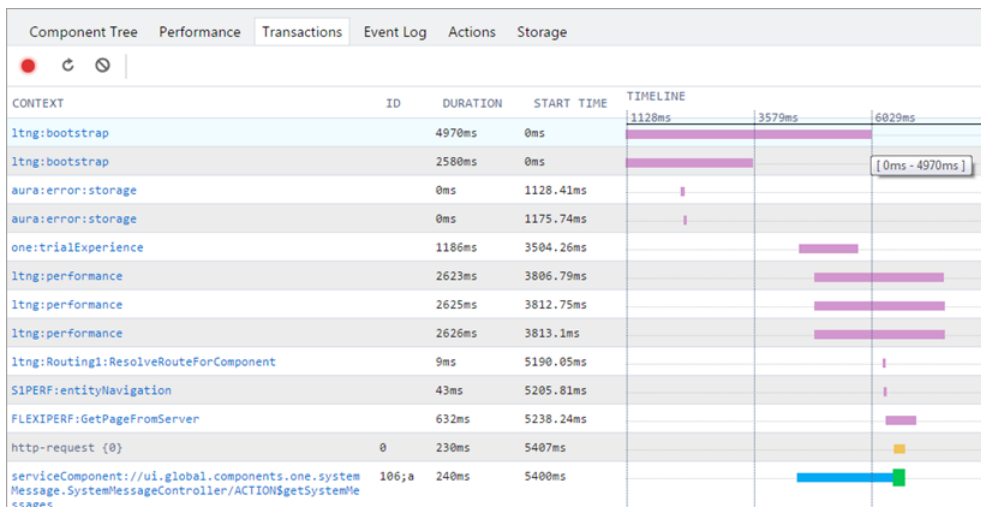 Component Tree Performance Transactions Event Log Actions Storage
CONTEXT ID DURATION START TIME TIMELINE
1128ms 3579ms 6029ms
ltng:bootstrap 4970ms 0ms
[ 0ms - 4970ms ]
ltng:bootstrap 2580ms 0ms
aura:error:storage 0ms 1128.41ms
aura:error:storage 0ms 1175.74ms
one:trialExperience 1186ms 3504.26ms
ltng:performance 2623ms 3806.79ms
ltng:performance 2625ms 3812.75ms
ltng:performance 2626ms 3813.1ms
ltng:Routing1:ResolveRouteForComponent 9ms 5190.05ms
S1PERF:entityNavigation 43ms 5205.81ms
FLEXIPERF:GetPageFromServer 632ms 5238.24ms
http-request {0} 0 230ms 5407ms
serviceComponent://ui.global.components.one.system 106;a 240ms 5400ms
Message.SystemMessageController/ACTION$getSystemMe
ssages